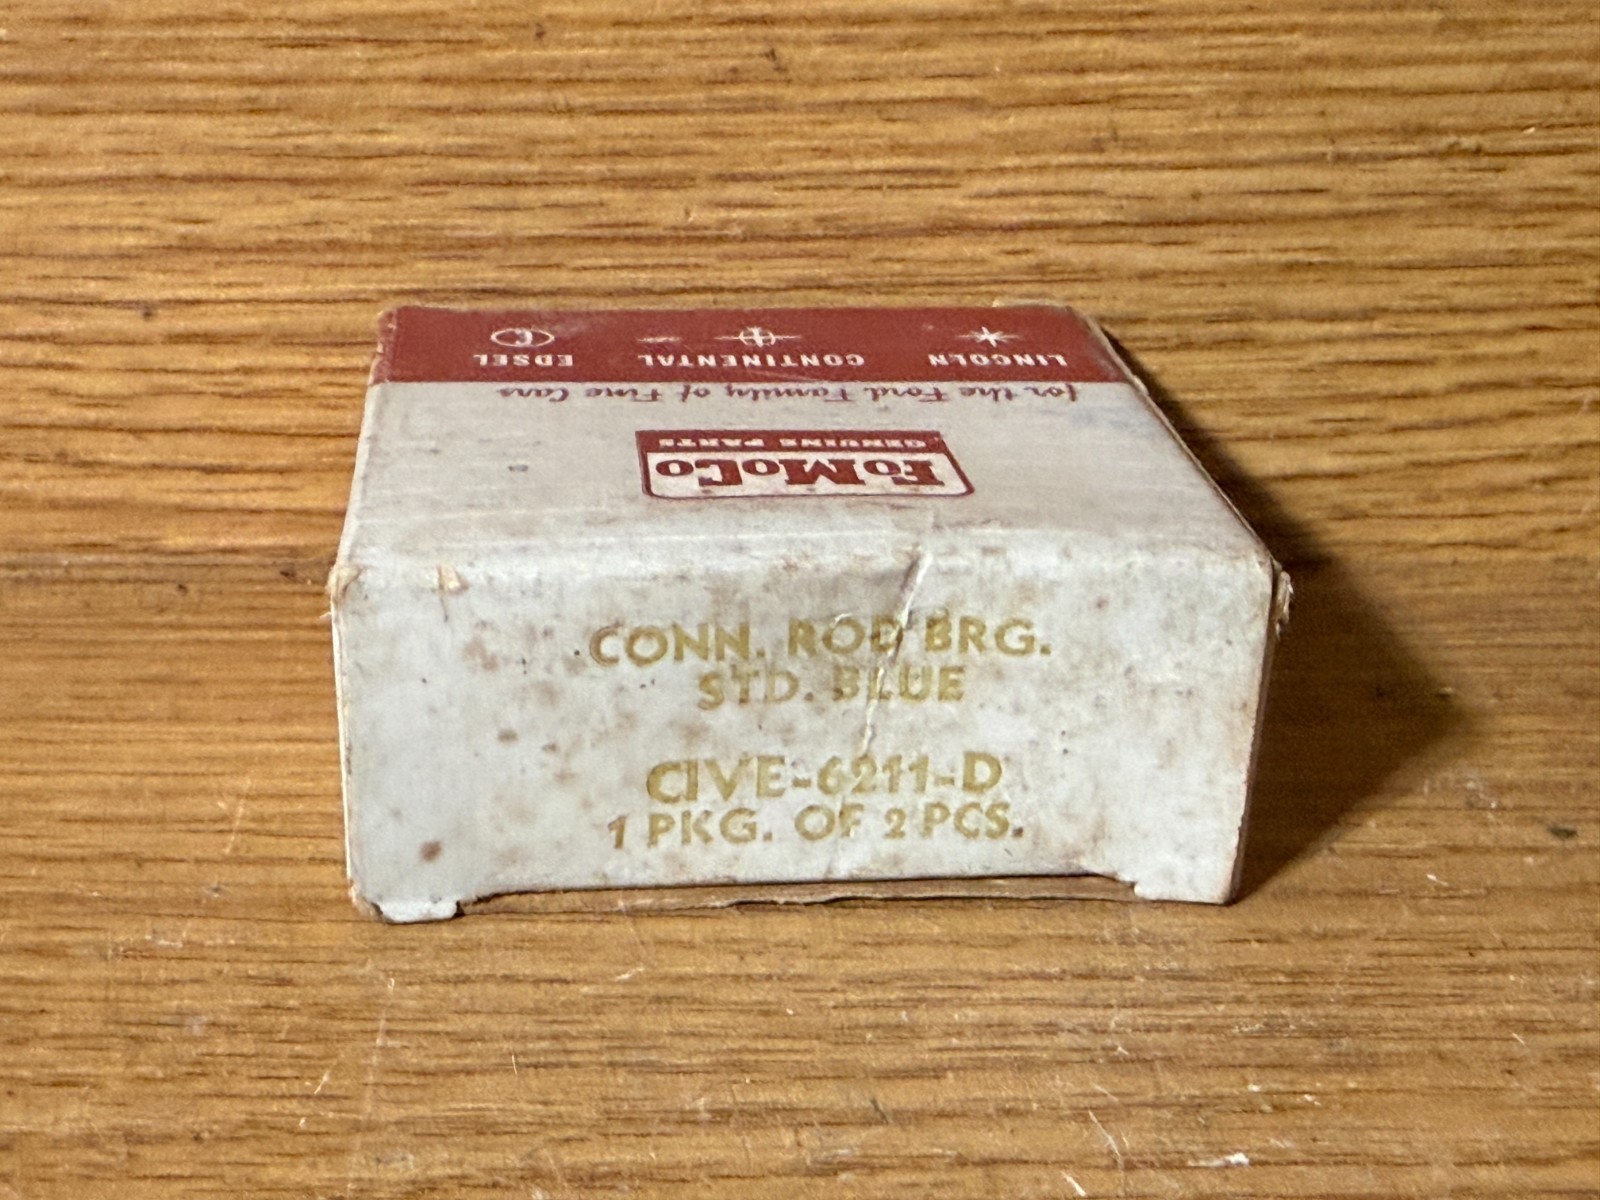 LINCOLN CONTINENTAL EDSEL
for the Ford Family of Fine Cars
FoMoCo
GENUINE PARTS
CONN. ROD BRG.
STD. BLUE
CIVE-6211-D
1 PKG. OF 2 PCS.